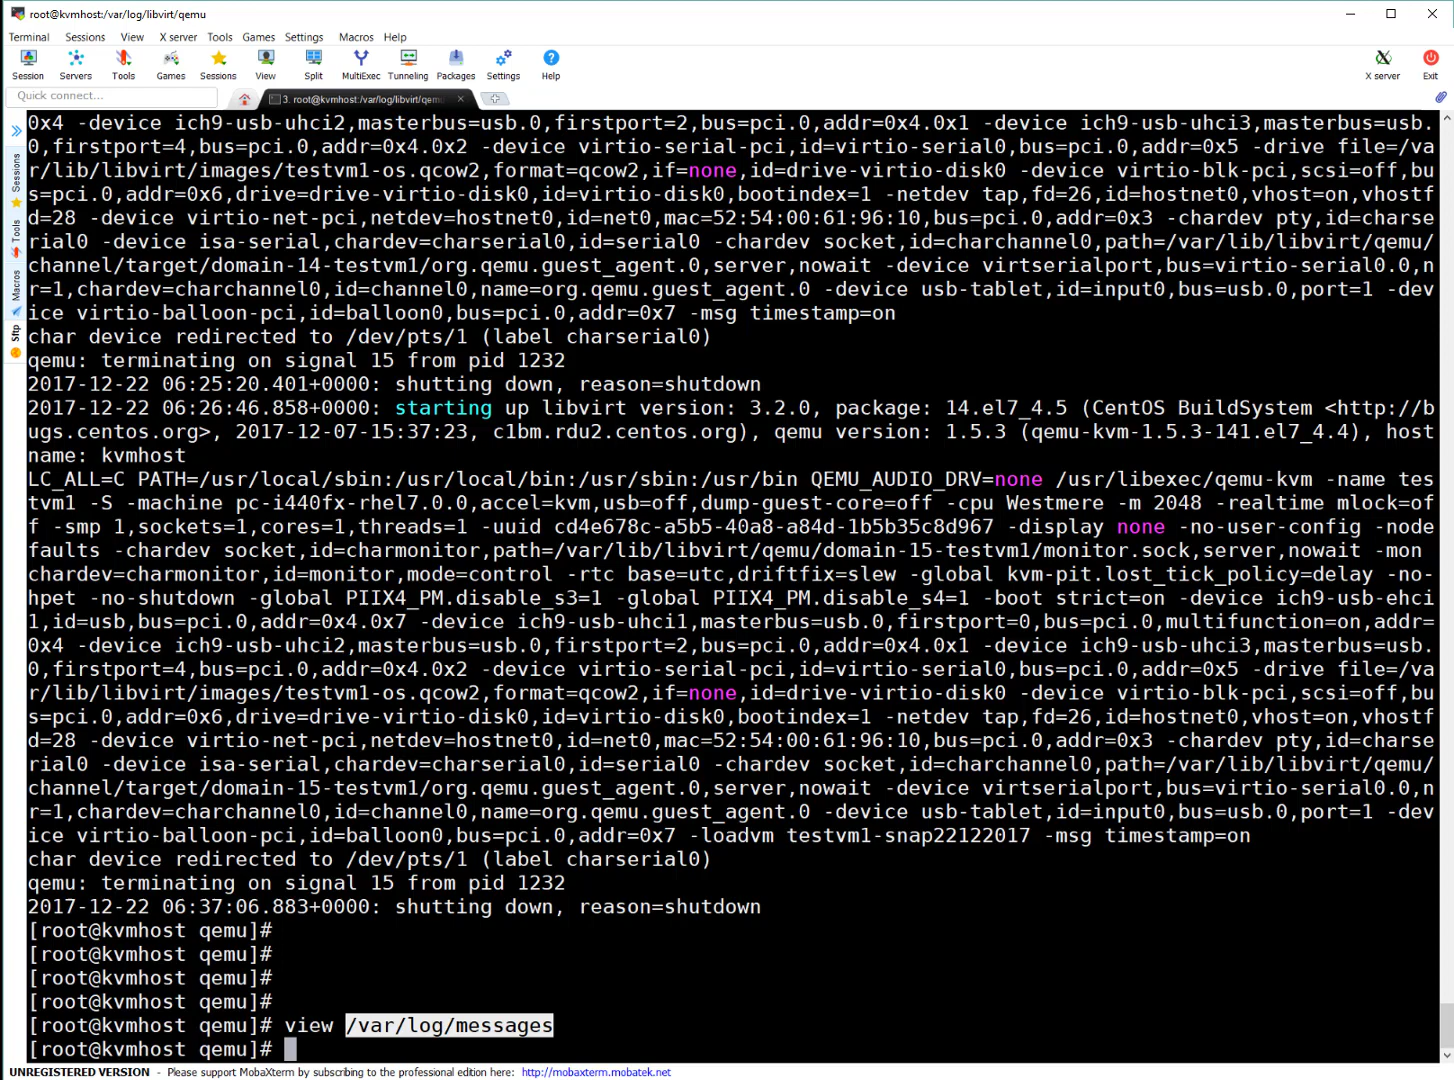 root@kvmhost:/var/log/libvirt/qemu
Terminal Sessions View X server Tools Games Settings Macros Help
Session Servers Tools Games Sessions View Split MultiExec Tunneling Packages Settings Help X server Exit
Quick connect...
3. root@kvmhost:/var/log/libvirt/qemu
Sessions
Tools
Macros
Sftp
0x4 -device ich9-usb-uhci2,masterbus=usb.0,firstport=2,bus=pci.0,addr=0x4.0x1 -device ich9-usb-uhci3,masterbus=usb.
0,firstport=4,bus=pci.0,addr=0x4.0x2 -device virtio-serial-pci,id=virtio-serial0,bus=pci.0,addr=0x5 -drive file=/va
r/lib/libvirt/images/testvm1-os.qcow2,format=qcow2,if=none,id=drive-virtio-disk0 -device virtio-blk-pci,scsi=off,bu
s=pci.0,addr=0x6,drive=drive-virtio-disk0,id=virtio-disk0,bootindex=1 -netdev tap,fd=26,id=hostnet0,vhost=on,vhostf
d=28 -device virtio-net-pci,netdev=hostnet0,id=net0,mac=52:54:00:61:96:10,bus=pci.0,addr=0x3 -chardev pty,id=charse
rial0 -device isa-serial,chardev=charserial0,id=serial0 -chardev socket,id=charchannel0,path=/var/lib/libvirt/qemu/
channel/target/domain-14-testvm1/org.qemu.guest_agent.0,server,nowait -device virtserialport,bus=virtio-serial0.0,n
r=1,chardev=charchannel0,id=channel0,name=org.qemu.guest_agent.0 -device usb-tablet,id=input0,bus=usb.0,port=1 -dev
ice virtio-balloon-pci,id=balloon0,bus=pci.0,addr=0x7 -msg timestamp=on
char device redirected to /dev/pts/1 (label charserial0)
qemu: terminating on signal 15 from pid 1232
2017-12-22 06:25:20.401+0000: shutting down, reason=shutdown
2017-12-22 06:26:46.858+0000: starting up libvirt version: 3.2.0, package: 14.el7_4.5 (CentOS BuildSystem <http://b
ugs.centos.org>, 2017-12-07-15:37:23, c1bm.rdu2.centos.org), qemu version: 1.5.3 (qemu-kvm-1.5.3-141.el7_4.4), host
name: kvmhost
LC_ALL=C PATH=/usr/local/sbin:/usr/local/bin:/usr/sbin:/usr/bin QEMU_AUDIO_DRV=none /usr/libexec/qemu-kvm -name tes
tvm1 -S -machine pc-i440fx-rhel7.0.0,accel=kvm,usb=off,dump-guest-core=off -cpu Westmere -m 2048 -realtime mlock=of
f -smp 1,sockets=1,cores=1,threads=1 -uuid cd4e678c-a5b5-40a8-a84d-1b5b35c8d967 -display none -no-user-config -node
faults -chardev socket,id=charmonitor,path=/var/lib/libvirt/qemu/domain-15-testvm1/monitor.sock,server,nowait -mon 
chardev=charmonitor,id=monitor,mode=control -rtc base=utc,driftfix=slew -global kvm-pit.lost_tick_policy=delay -no-
hpet -no-shutdown -global PIIX4_PM.disable_s3=1 -global PIIX4_PM.disable_s4=1 -boot strict=on -device ich9-usb-ehci
1,id=usb,bus=pci.0,addr=0x4.0x7 -device ich9-usb-uhci1,masterbus=usb.0,firstport=0,bus=pci.0,multifunction=on,addr=
0x4 -device ich9-usb-uhci2,masterbus=usb.0,firstport=2,bus=pci.0,addr=0x4.0x1 -device ich9-usb-uhci3,masterbus=usb.
0,firstport=4,bus=pci.0,addr=0x4.0x2 -device virtio-serial-pci,id=virtio-serial0,bus=pci.0,addr=0x5 -drive file=/va
r/lib/libvirt/images/testvm1-os.qcow2,format=qcow2,if=none,id=drive-virtio-disk0 -device virtio-blk-pci,scsi=off,bu
s=pci.0,addr=0x6,drive=drive-virtio-disk0,id=virtio-disk0,bootindex=1 -netdev tap,fd=26,id=hostnet0,vhost=on,vhostf
d=28 -device virtio-net-pci,netdev=hostnet0,id=net0,mac=52:54:00:61:96:10,bus=pci.0,addr=0x3 -chardev pty,id=charse
rial0 -device isa-serial,chardev=charserial0,id=serial0 -chardev socket,id=charchannel0,path=/var/lib/libvirt/qemu/
channel/target/domain-15-testvm1/org.qemu.guest_agent.0,server,nowait -device virtserialport,bus=virtio-serial0.0,n
r=1,chardev=charchannel0,id=channel0,name=org.qemu.guest_agent.0 -device usb-tablet,id=input0,bus=usb.0,port=1 -dev
ice virtio-balloon-pci,id=balloon0,bus=pci.0,addr=0x7 -loadvm testvm1-snap22122017 -msg timestamp=on
char device redirected to /dev/pts/1 (label charserial0)
qemu: terminating on signal 15 from pid 1232
2017-12-22 06:37:06.883+0000: shutting down, reason=shutdown
[root@kvmhost qemu]#
[root@kvmhost qemu]#
[root@kvmhost qemu]#
[root@kvmhost qemu]#
[root@kvmhost qemu]# view /var/log/messages
[root@kvmhost qemu]#
UNREGISTERED VERSION - Please support MobaXterm by subscribing to the professional edition here: http://mobaxterm.mobatek.net